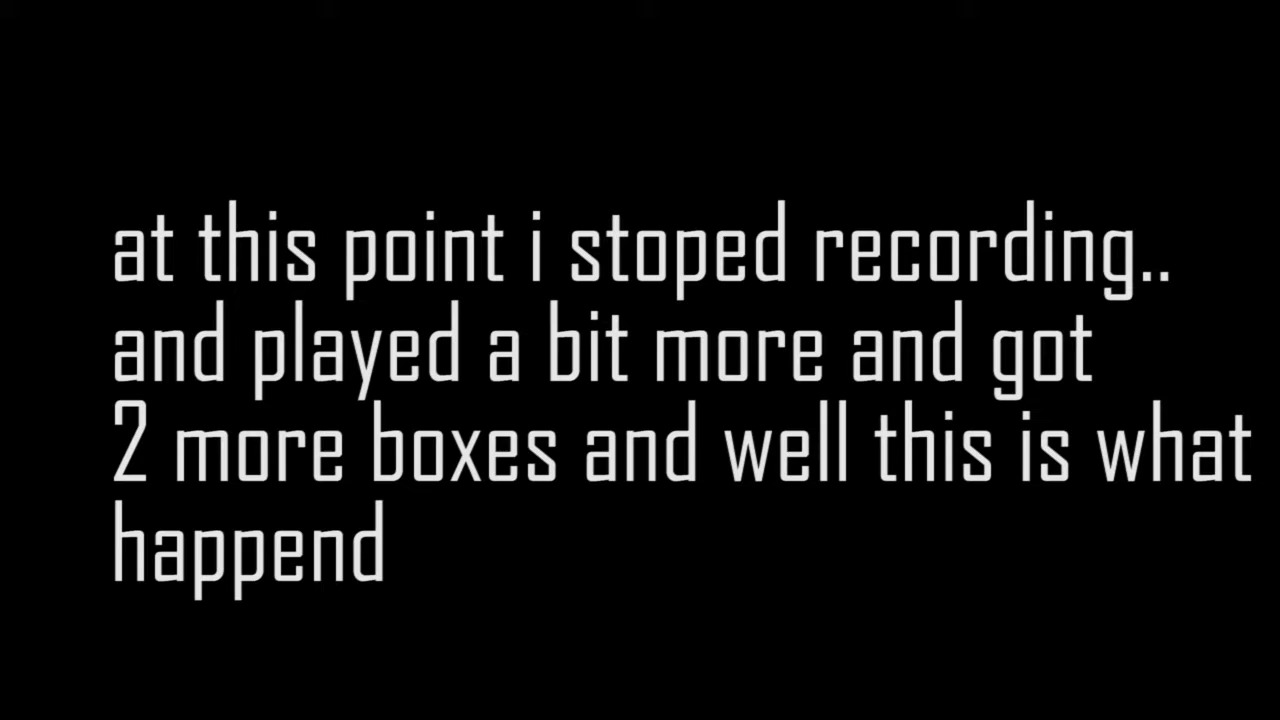 at this point i stoped recording..
and played a bit more and got
2 more boxes and well this is what
happend